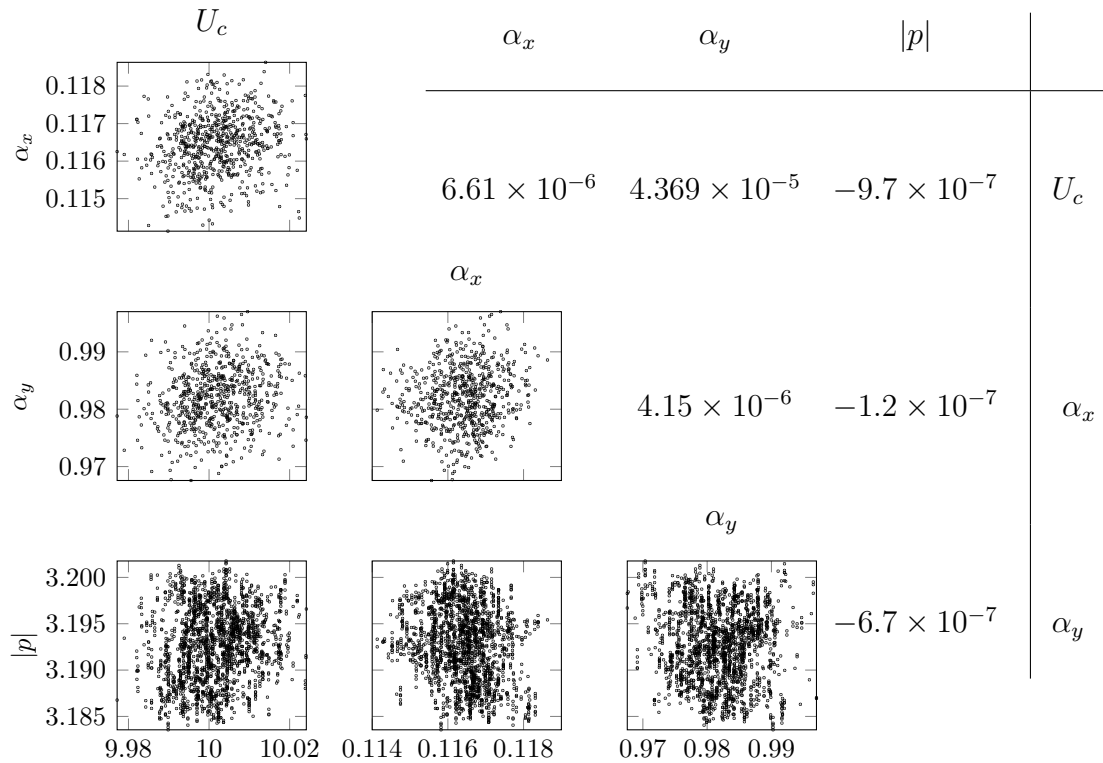 U_c α_x α_y |p|
0.118
0.117
0.116
0.115
α_x
6.61 × 10⁻⁶ 4.369 × 10⁻⁵ −9.7 × 10⁻⁷ U_c
α_x
0.99
0.98
0.97
α_y
4.15 × 10⁻⁶ −1.2 × 10⁻⁷ α_x
α_y
3.200
3.195
3.190
3.185
|p|
−6.7 × 10⁻⁷ α_y
9.98 10 10.02 0.114 0.116 0.118 0.97 0.98 0.99